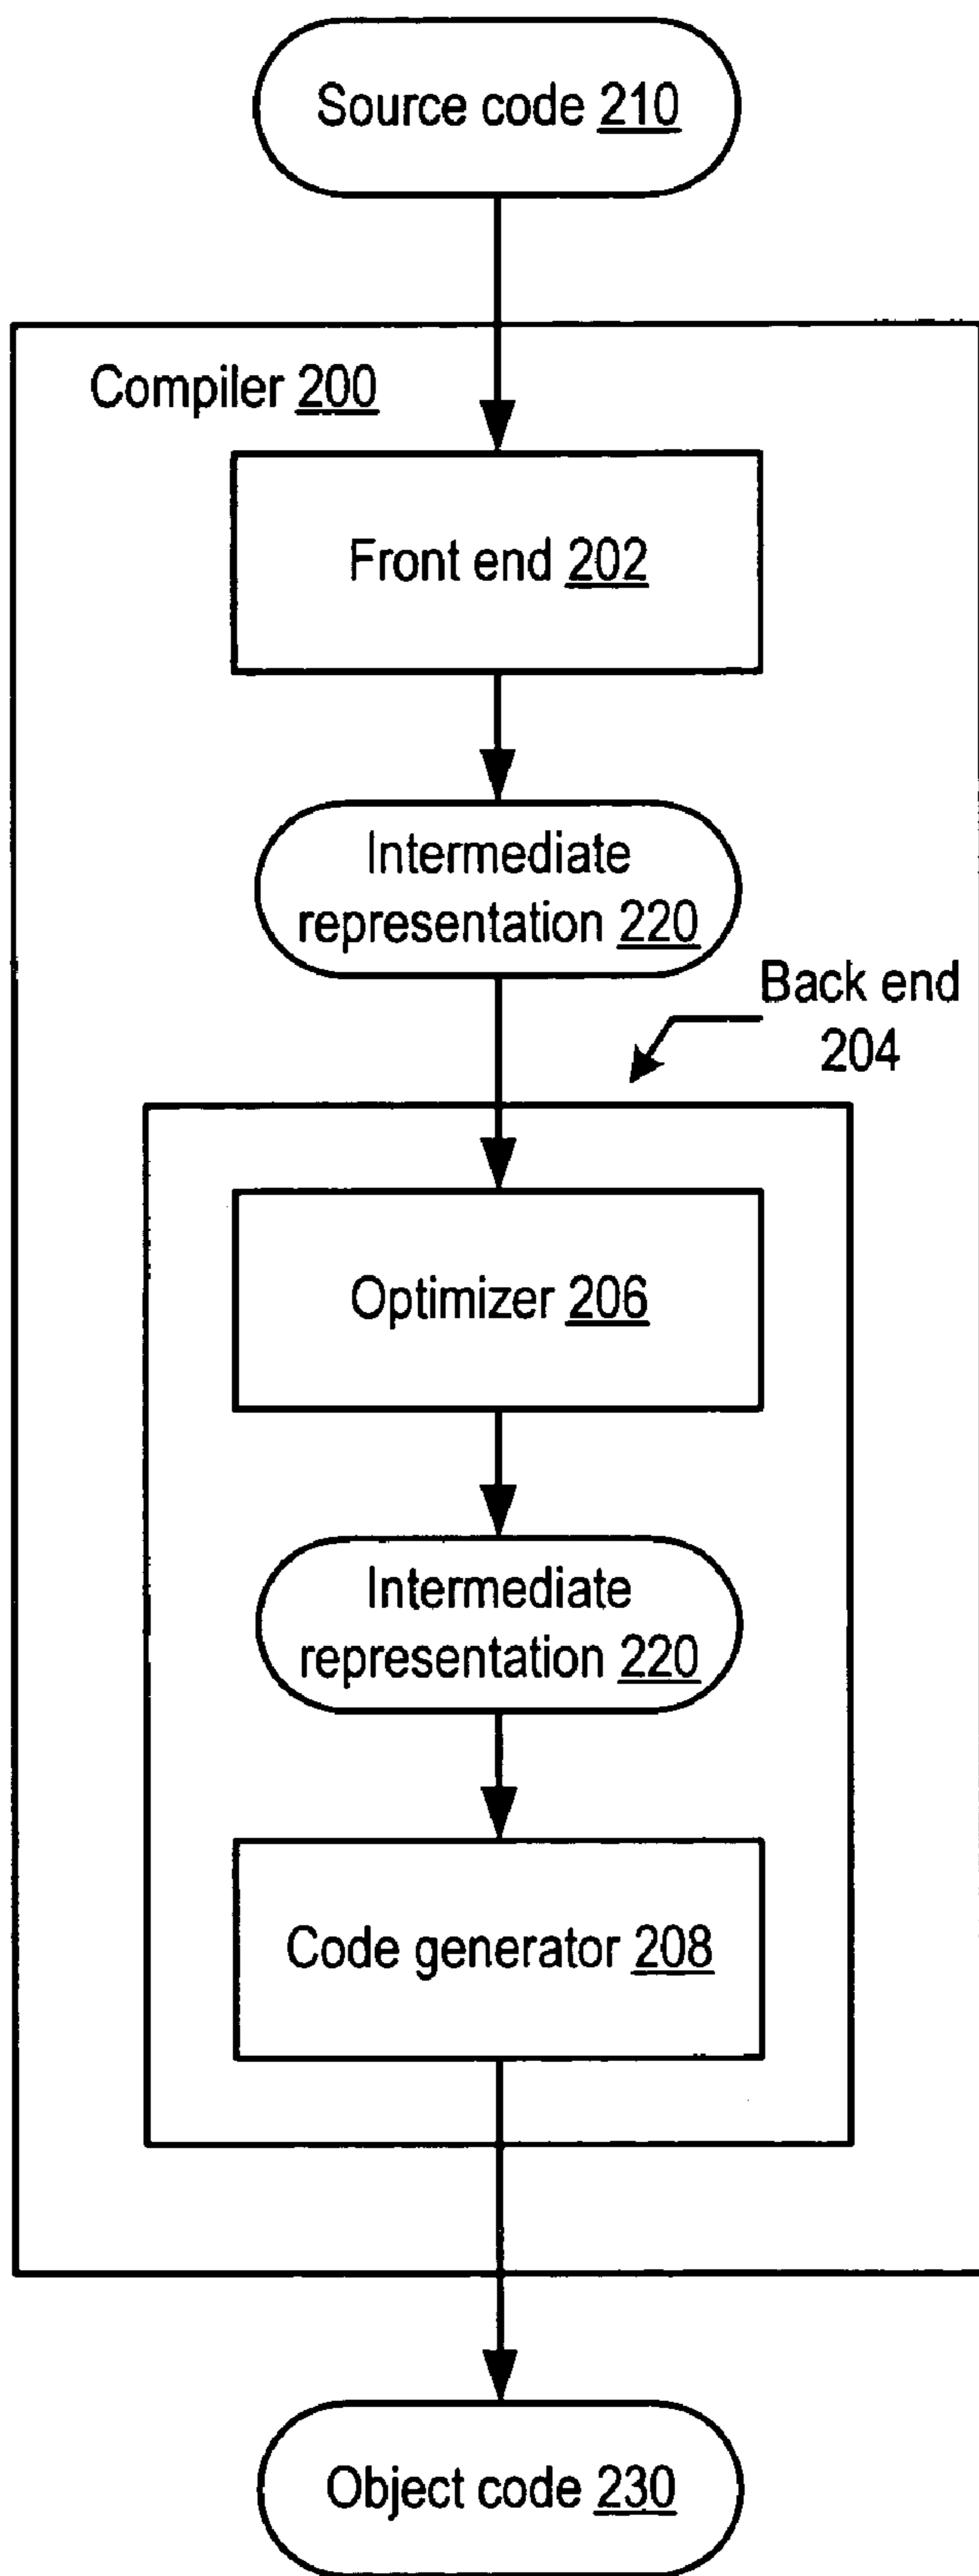 Source code 210
Compiler 200
Front end 202
Intermediate
representation 220
Back end
204
Optimizer 206
Intermediate
representation 220
Code generator 208
Object code 230